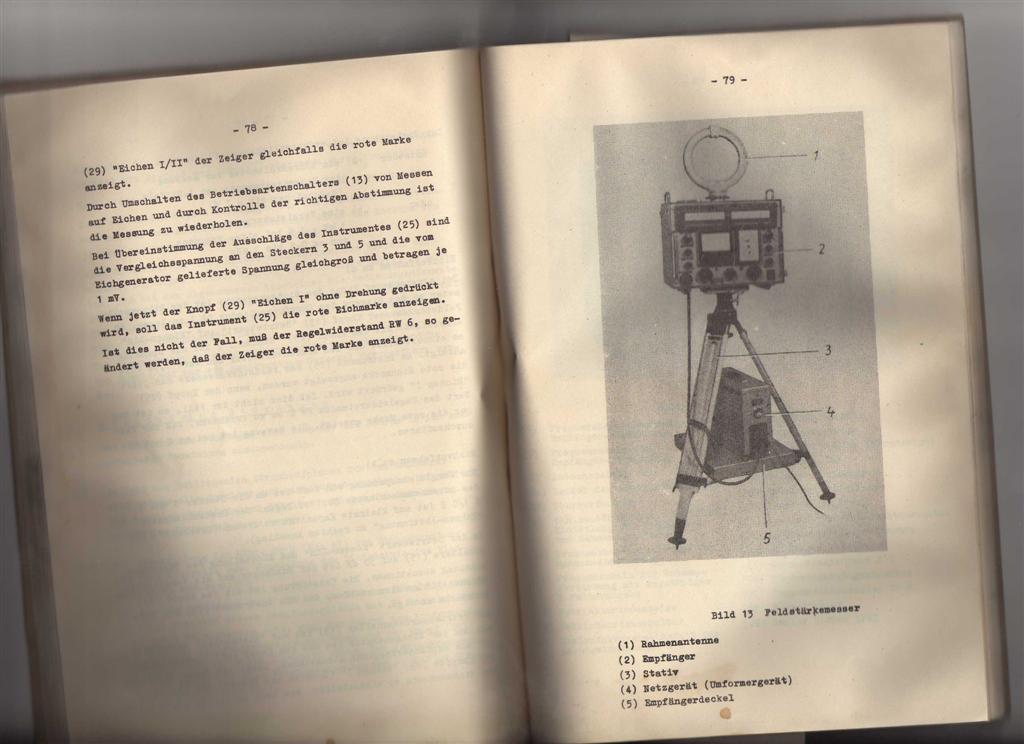 - 78 -
(29) "Eichen I/II" der Zeiger gleichfalls die rote Marke
anzeigt.
Durch Umschalten des Betriebsartenschalters (13) von Messen
auf Eichen und durch Kontrolle der richtigen Abstimmung ist
die Messung zu wiederholen.
Bei Übereinstimmung der Ausschläge des Instrumentes (25) sind
die Vergleichsspannung an den Steckern 3 und 5 und die vom
Eichgenerator gelieferte Spannung gleichgroß und betragen je
1 mV.
Wenn jetzt der Knopf (29) "Eichen I" ohne Drehung gedrückt
wird, soll das Instrument (25) die rote Eichmarke anzeigen.
Ist dies nicht der Fall, muß der Regelwiderstand RW 6, so ge-
ändert werden, daß der Zeiger die rote Marke anzeigt.
- 79 -
1
2
3
4
5
Bild 13 Feldstärkemesser
(1) Rahmenantenne
(2) Empfänger
(3) Stativ
(4) Netzgerät (Umformergerät)
(5) Empfängerdeckel